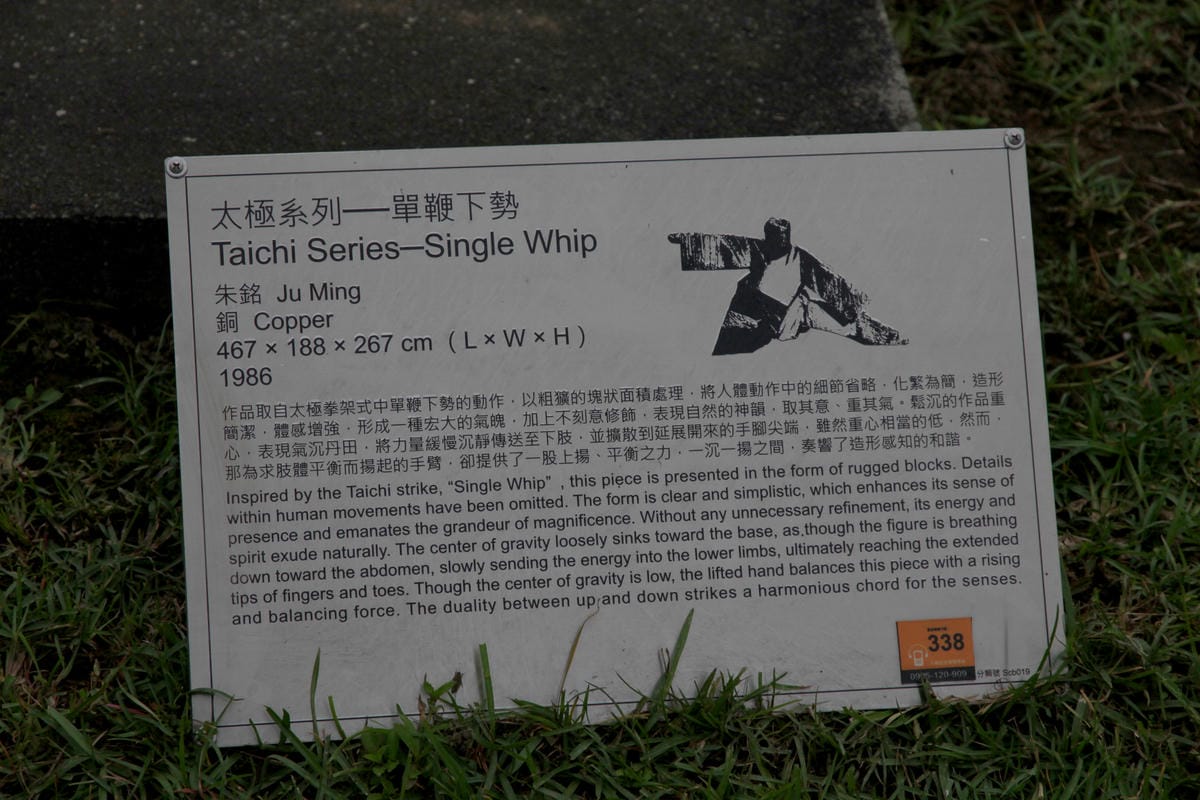 太極系列──單鞭下勢
Taichi Series—Single Whip
朱銘 Ju Ming
銅 Copper
467 × 188 × 267 cm ( L × W × H )
1986
作品取自太極拳架式中單鞭下勢的動作，以粗獷的塊狀面積處理，將人體動作中的細節省略，化繁為簡，造形
簡潔，體感增強，形成一種宏大的氣魄，加上不刻意修飾，表現自然的神韻，取其意、重其氣。鬆沉的作品重
心，表現氣沉丹田，將力量緩慢沉靜傳送至下肢，並擴散到延展開來的手腳尖端，雖然重心相當的低，然而，
那為求肢體平衡而揚起的手臂，卻提供了一股上揚、平衡之力，一沉一揚之間，奏響了造形感知的和諧。
Inspired by the Taichi strike, “Single Whip” , this piece is presented in the form of rugged blocks. Details
within human movements have been omitted. The form is clear and simplistic, which enhances its sense of
presence and emanates the grandeur of magnificence. Without any unnecessary refinement, its energy and
spirit exude naturally. The center of gravity loosely sinks toward the base, as though the figure is breathing
down toward the abdomen, slowly sending the energy into the lower limbs, ultimately reaching the extended
tips of fingers and toes. Though the center of gravity is low, the lifted hand balances this piece with a rising
and balancing force. The duality between up and down strikes a harmonious chord for the senses.
338
分類號 Scb019